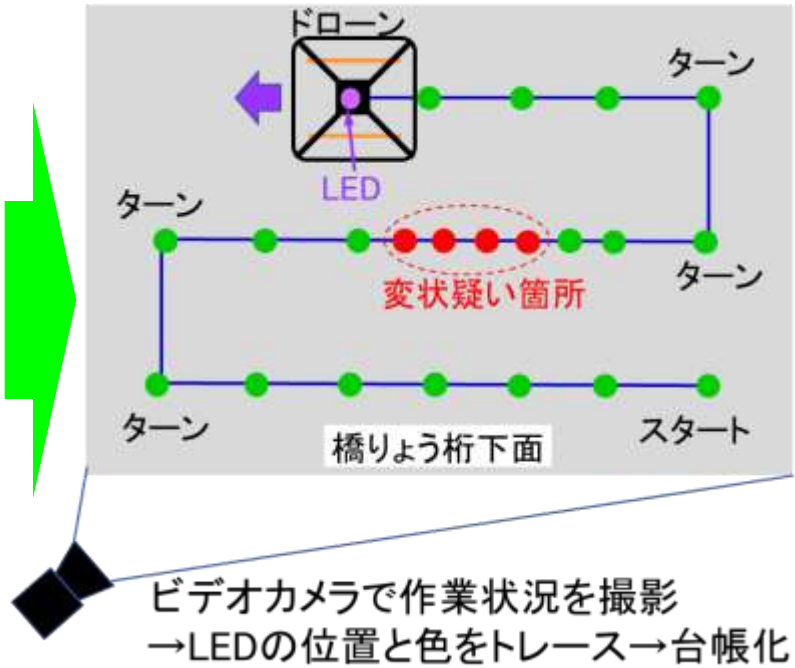 ドローン
ターン
LED
ターン
ターン
変状疑い箇所
ターン
スタート
橋りょう桁下面
ビデオカメラで作業状況を撮影
→LEDの位置と色をトレース→台帳化